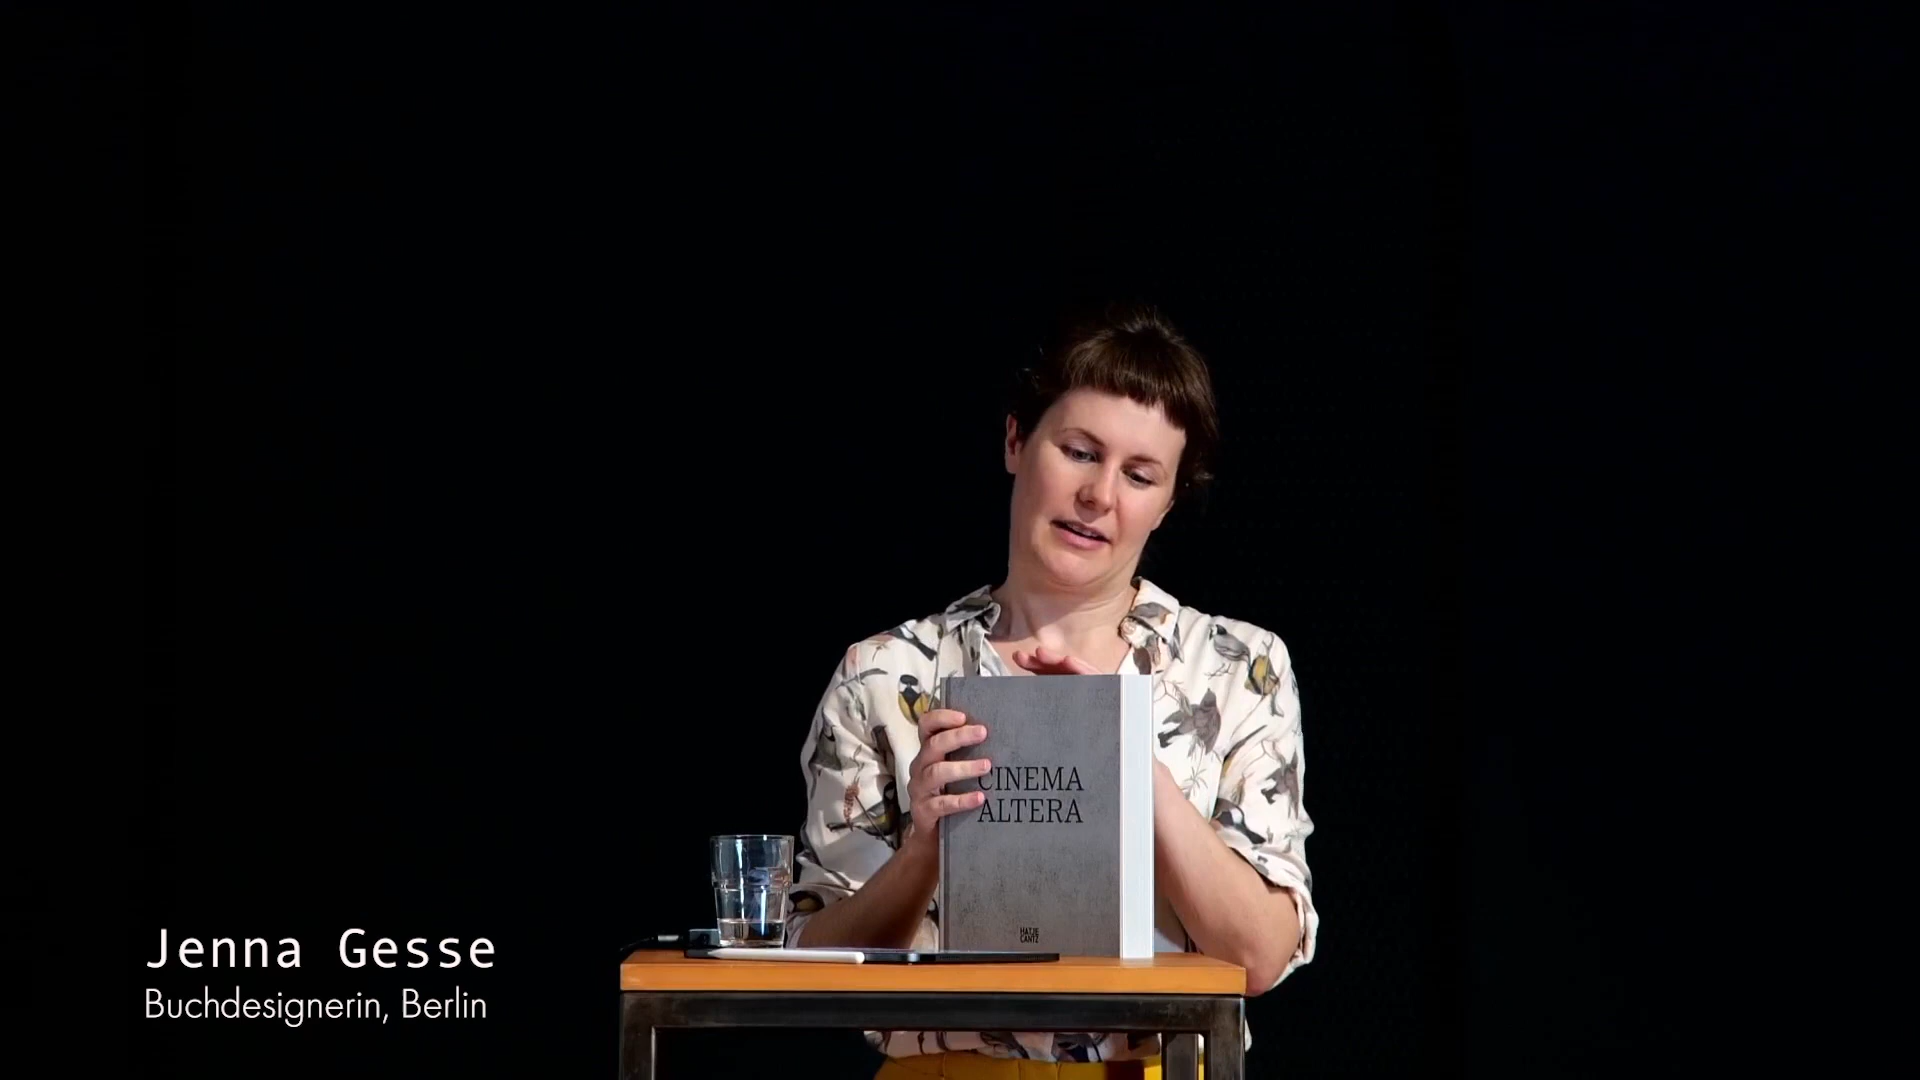 CINEMA
ALTERA
HATJE
CANTZ
Jenna Gesse
Buchdesignerin, Berlin